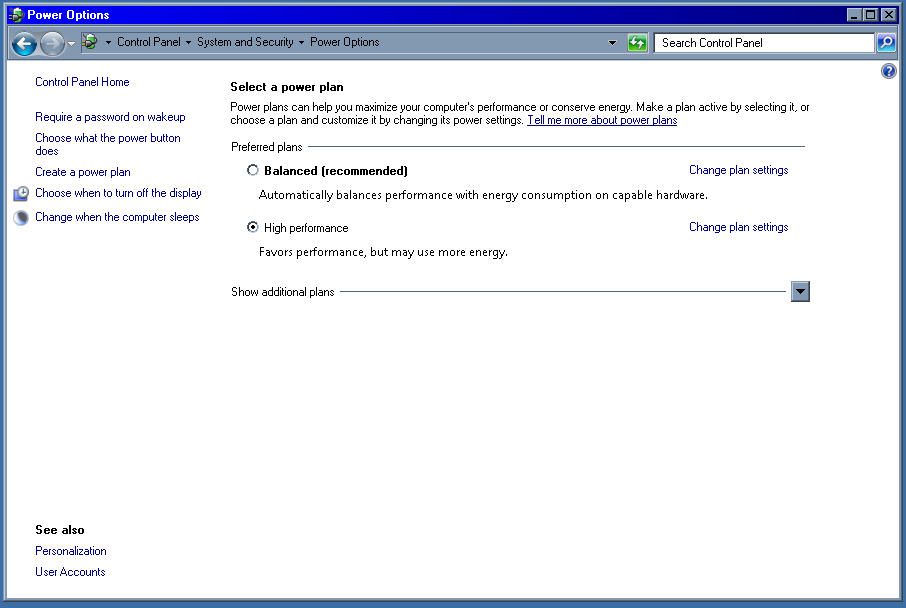 Power Options
Control Panel System and Security Power Options
Search Control Panel
Control Panel Home
Require a password on wakeup
Choose what the power button
does
Create a power plan
Choose when to turn off the display
Change when the computer sleeps
Select a power plan
Power plans can help you maximize your computer's performance or conserve energy. Make a plan active by selecting it, or
choose a plan and customize it by changing its power settings. Tell me more about power plans
Preferred plans
Balanced (recommended) Change plan settings
Automatically balances performance with energy consumption on capable hardware.
High performance Change plan settings
Favors performance, but may use more energy.
Show additional plans
See also
Personalization
User Accounts